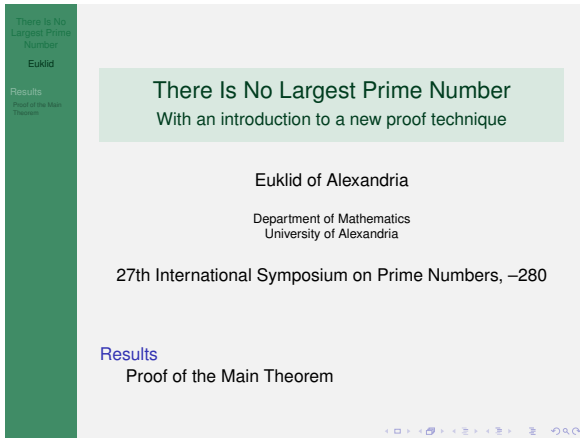 There Is No
Largest Prime
Number
Euklid
Results
Proof of the Main
Theorem
There Is No Largest Prime Number
With an introduction to a new proof technique
Euklid of Alexandria
Department of Mathematics
University of Alexandria
27th International Symposium on Prime Numbers, –280
Results
Proof of the Main Theorem